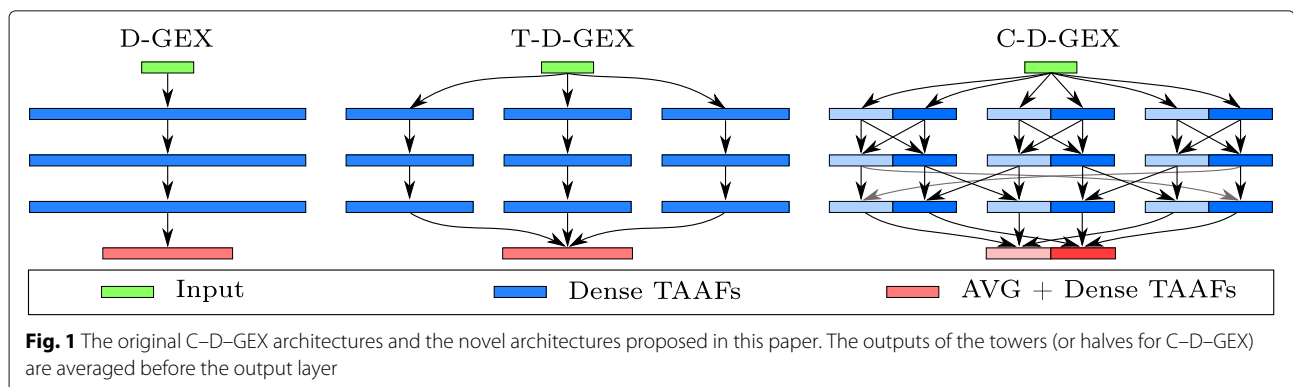 D-GEX
T-D-GEX
C-D-GEX
Input
Dense TAAFs
AVG + Dense TAAFs
Fig. 1 The original C–D–GEX architectures and the novel architectures proposed in this paper. The outputs of the towers (or halves for C–D–GEX)
are averaged before the output layer